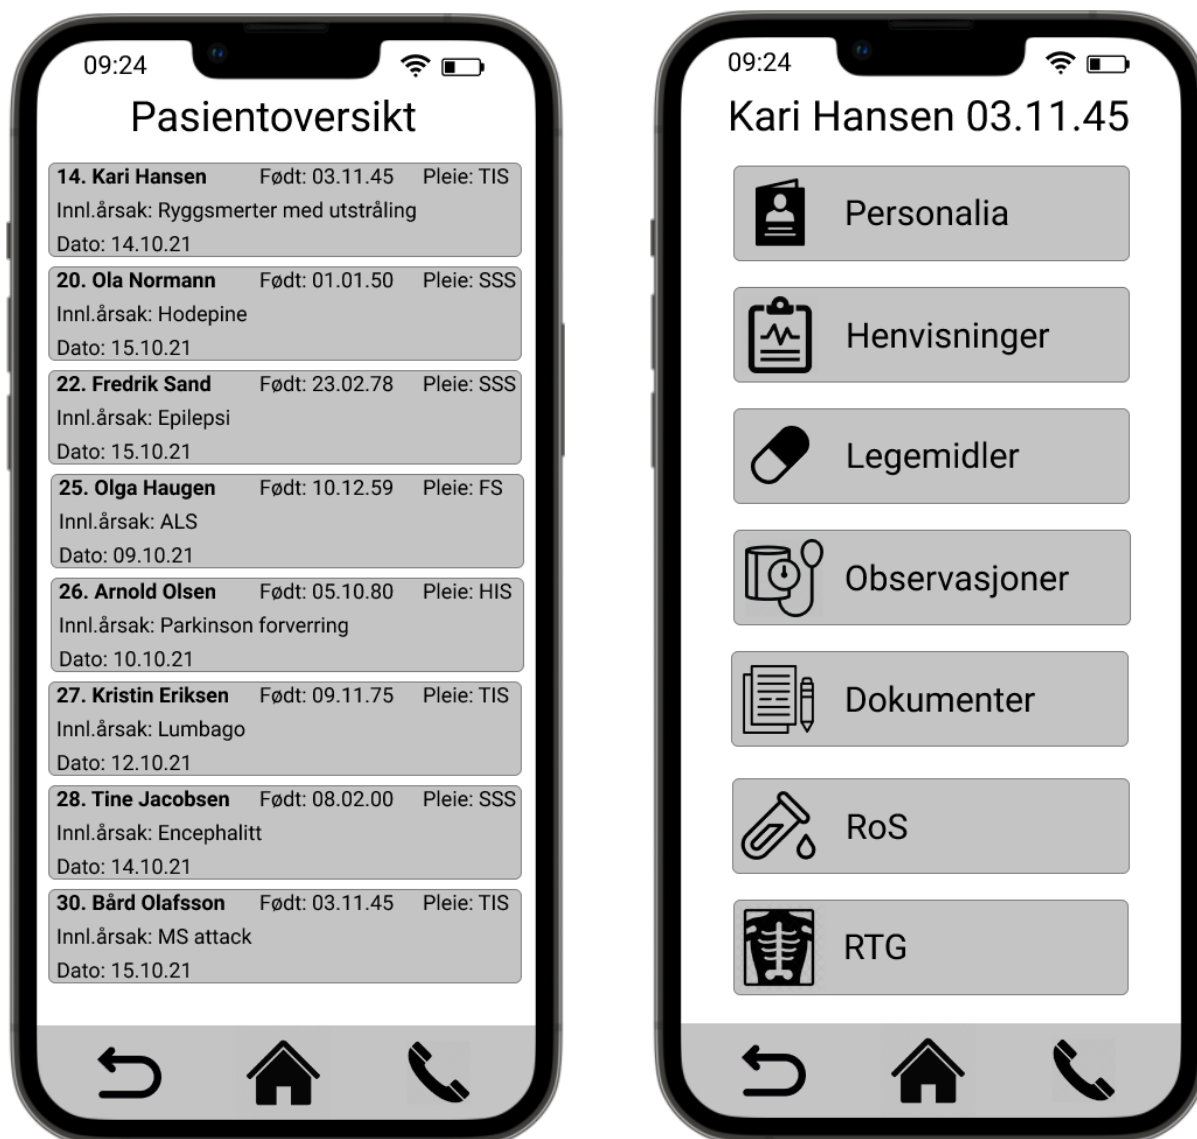 09:24
Pasientoversikt
14. Kari Hansen Født: 03.11.45 Pleie: TIS
Innl.årsak: Ryggsmerter med utstråling
Dato: 14.10.21
20. Ola Normann Født: 01.01.50 Pleie: SSS
Innl.årsak: Hodepine
Dato: 15.10.21
22. Fredrik Sand Født: 23.02.78 Pleie: SSS
Innl.årsak: Epilepsi
Dato: 15.10.21
25. Olga Haugen Født: 10.12.59 Pleie: FS
Innl.årsak: ALS
Dato: 09.10.21
26. Arnold Olsen Født: 05.10.80 Pleie: HIS
Innl.årsak: Parkinson forverring
Dato: 10.10.21
27. Kristin Eriksen Født: 09.11.75 Pleie: TIS
Innl.årsak: Lumbago
Dato: 12.10.21
28. Tine Jacobsen Født: 08.02.00 Pleie: SSS
Innl.årsak: Encephalitt
Dato: 14.10.21
30. Bård Olafsson Født: 03.11.45 Pleie: TIS
Innl.årsak: MS attack
Dato: 15.10.21
09:24
Kari Hansen 03.11.45
Personalia
Henvisninger
Legemidler
Observasjoner
Dokumenter
RoS
RTG